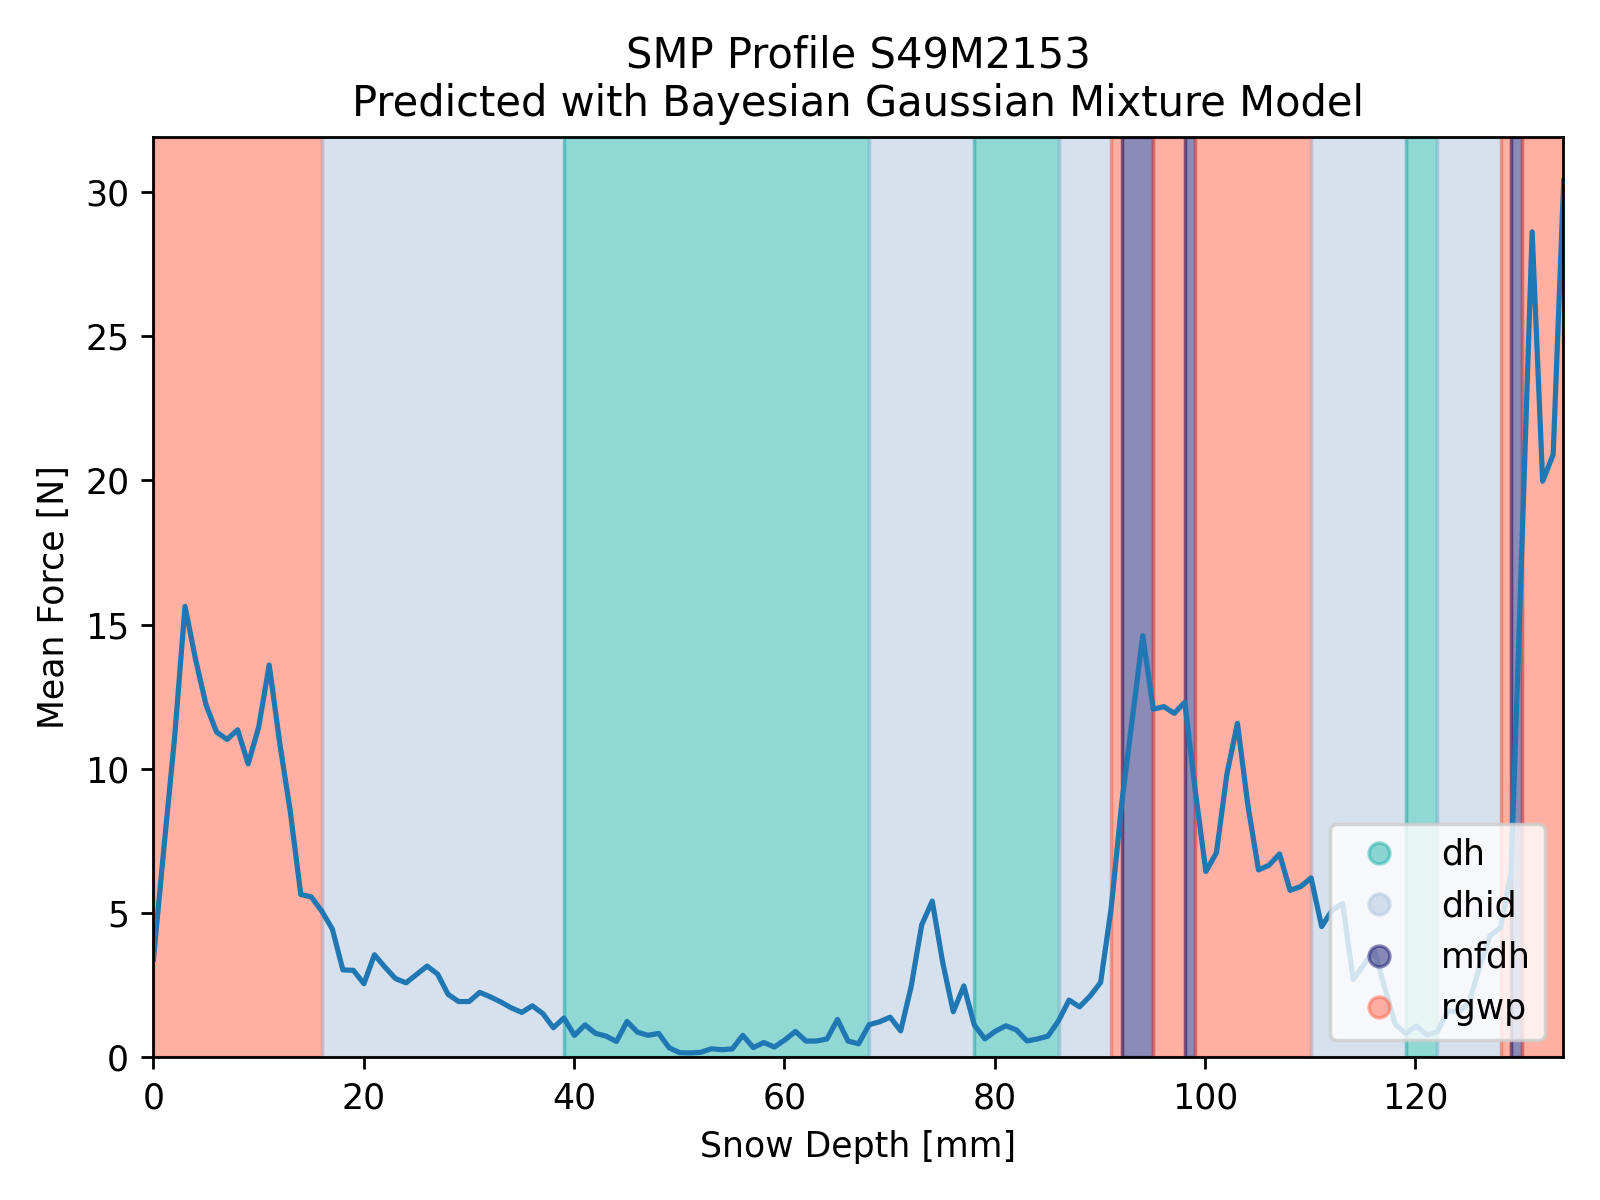 SMP Profile S49M2153
Predicted with Bayesian Gaussian Mixture Model
30
25
20
15
10
5
0
Mean Force [N]
0 20 40 60 80 100 120
Snow Depth [mm]
dh
dhid
mfdh
rgwp